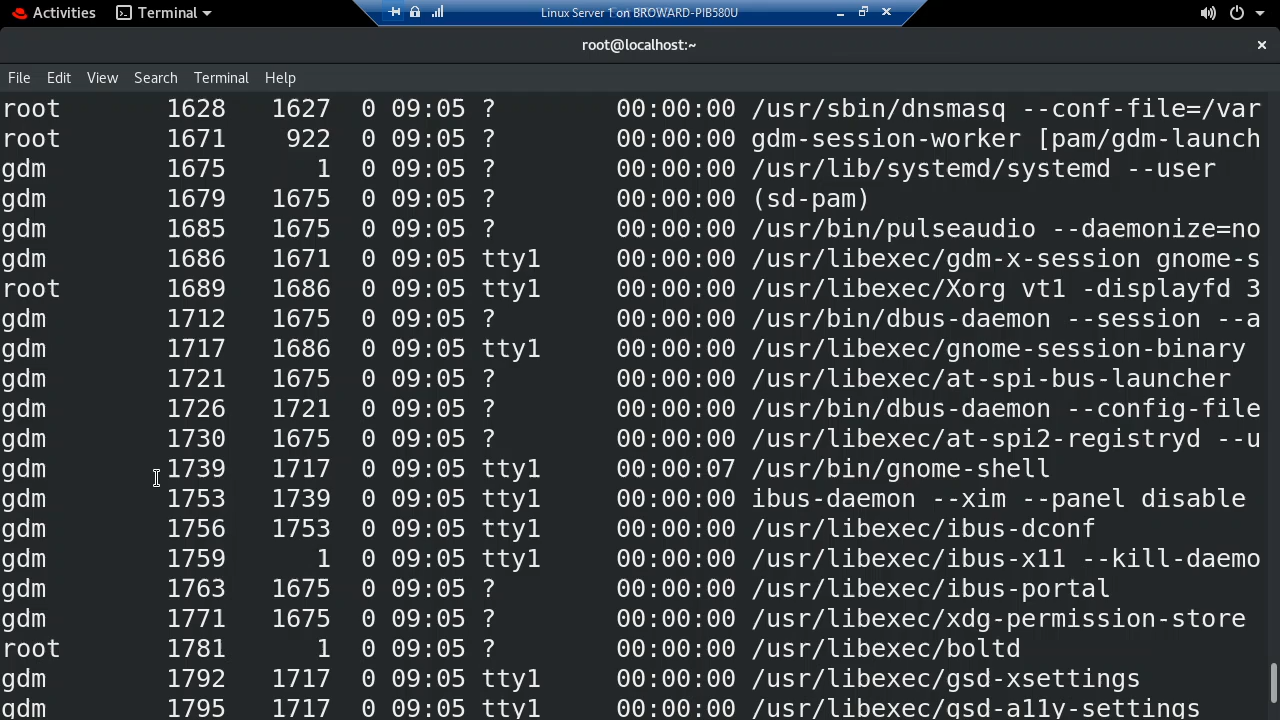 Activities Terminal Linux Server 1 on BROWARD-PIB580U
root@localhost:~
File Edit View Search Terminal Help
root 1628 1627 0 09:05 ? 00:00:00 /usr/sbin/dnsmasq --conf-file=/var
root 1671 922 0 09:05 ? 00:00:00 gdm-session-worker [pam/gdm-launch
gdm 1675 1 0 09:05 ? 00:00:00 /usr/lib/systemd/systemd --user
gdm 1679 1675 0 09:05 ? 00:00:00 (sd-pam)
gdm 1685 1675 0 09:05 ? 00:00:00 /usr/bin/pulseaudio --daemonize=no
gdm 1686 1671 0 09:05 tty1 00:00:00 /usr/libexec/gdm-x-session gnome-s
root 1689 1686 0 09:05 tty1 00:00:00 /usr/libexec/Xorg vt1 -displayfd 3
gdm 1712 1675 0 09:05 ? 00:00:00 /usr/bin/dbus-daemon --session --a
gdm 1717 1686 0 09:05 tty1 00:00:00 /usr/libexec/gnome-session-binary
gdm 1721 1675 0 09:05 ? 00:00:00 /usr/libexec/at-spi-bus-launcher
gdm 1726 1721 0 09:05 ? 00:00:00 /usr/bin/dbus-daemon --config-file
gdm 1730 1675 0 09:05 ? 00:00:00 /usr/libexec/at-spi2-registryd --u
gdm 1739 1717 0 09:05 tty1 00:00:07 /usr/bin/gnome-shell
gdm 1753 1739 0 09:05 tty1 00:00:00 ibus-daemon --xim --panel disable
gdm 1756 1753 0 09:05 tty1 00:00:00 /usr/libexec/ibus-dconf
gdm 1759 1 0 09:05 tty1 00:00:00 /usr/libexec/ibus-x11 --kill-daemo
gdm 1763 1675 0 09:05 ? 00:00:00 /usr/libexec/ibus-portal
gdm 1771 1675 0 09:05 ? 00:00:00 /usr/libexec/xdg-permission-store
root 1781 1 0 09:05 ? 00:00:00 /usr/libexec/boltd
gdm 1792 1717 0 09:05 tty1 00:00:00 /usr/libexec/gsd-xsettings
gdm 1795 1717 0 09:05 tty1 00:00:00 /usr/libexec/gsd-a11y-settings